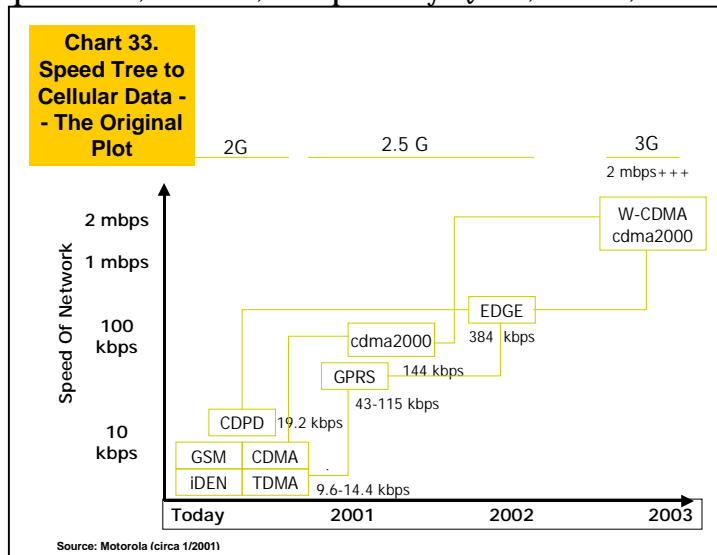 Chart 33.
Speed Tree to
Cellular Data -
- The Original
Plot
2G
2.5 G
3G
2 mbps+++
Speed Of Network
2 mbps
1 mbps
100
kbps
10
kbps
W-CDMA
cdma2000
EDGE
384 kbps
cdma2000
144 kbps
GPRS
43-115 kbps
CDPD
19.2 kbps
GSM
CDMA
iDEN
TDMA
9.6-14.4 kbps
Today
2001
2002
2003
Source: Motorola (circa 1/2001)